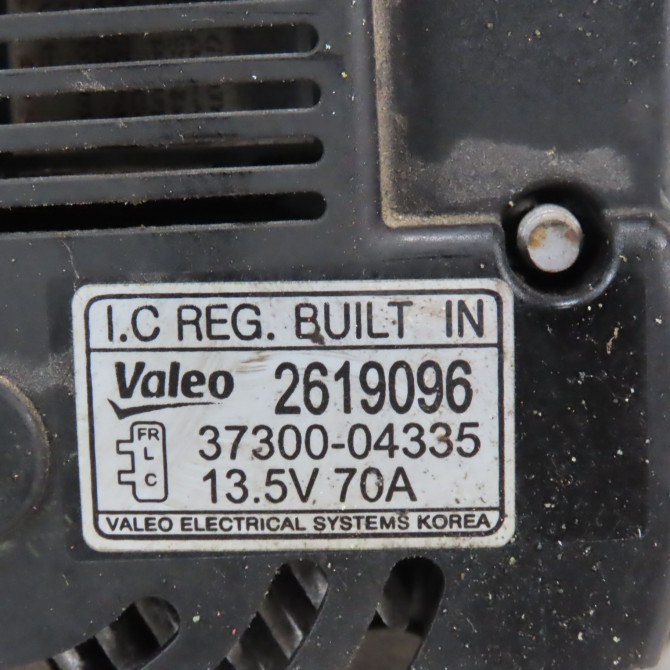 I.C REG. BUILT IN
Valeo 2619096
FR
L
C
37300-04335
13.5V 70A
VALEO ELECTRICAL SYSTEMS KOREA